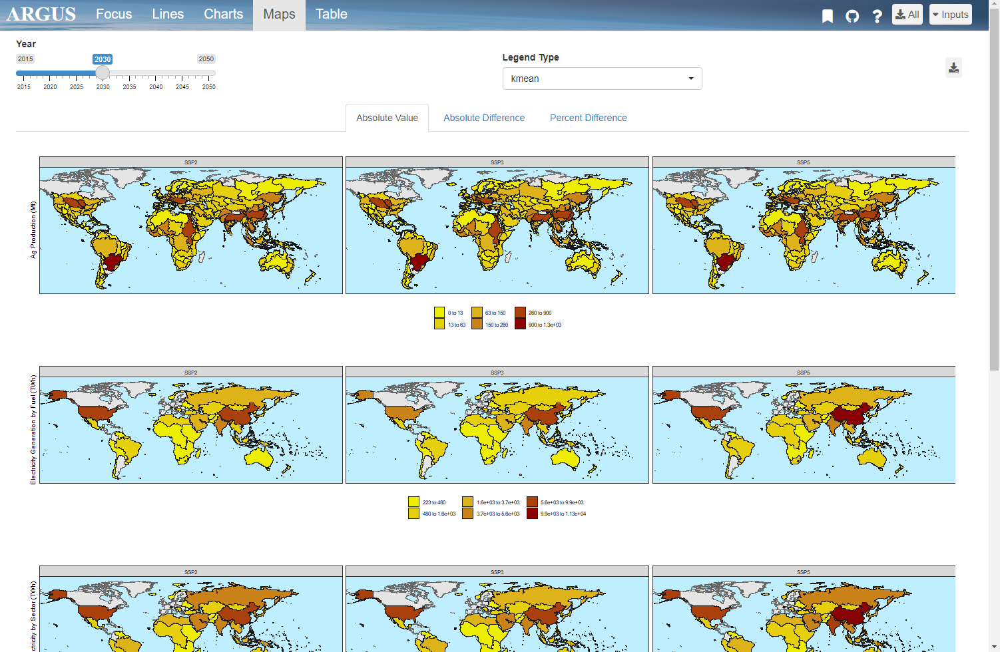 ARGUS Focus Lines Charts Maps Table ? All Inputs
Year
2015 2030 2050
2015 2020 2025 2030 2035 2040 2045 2050
Legend Type
kmean
Absolute Value Absolute Difference Percent Difference
SSP2 SSP3 SSP5
Ag Production (Mt)
0 to 13 63 to 150 260 to 900
13 to 63 150 to 260 900 to 1.3e+03
SSP2 SSP3 SSP5
Electricity Generation by Fuel (TWh)
223 to 480 1.6e+03 to 3.7e+03 5.6e+03 to 9.9e+03
480 to 1.6e+03 3.7e+03 to 5.6e+03 9.9e+03 to 1.13e+04
SSP2 SSP3 SSP5
ctricity by Sector (TWh)